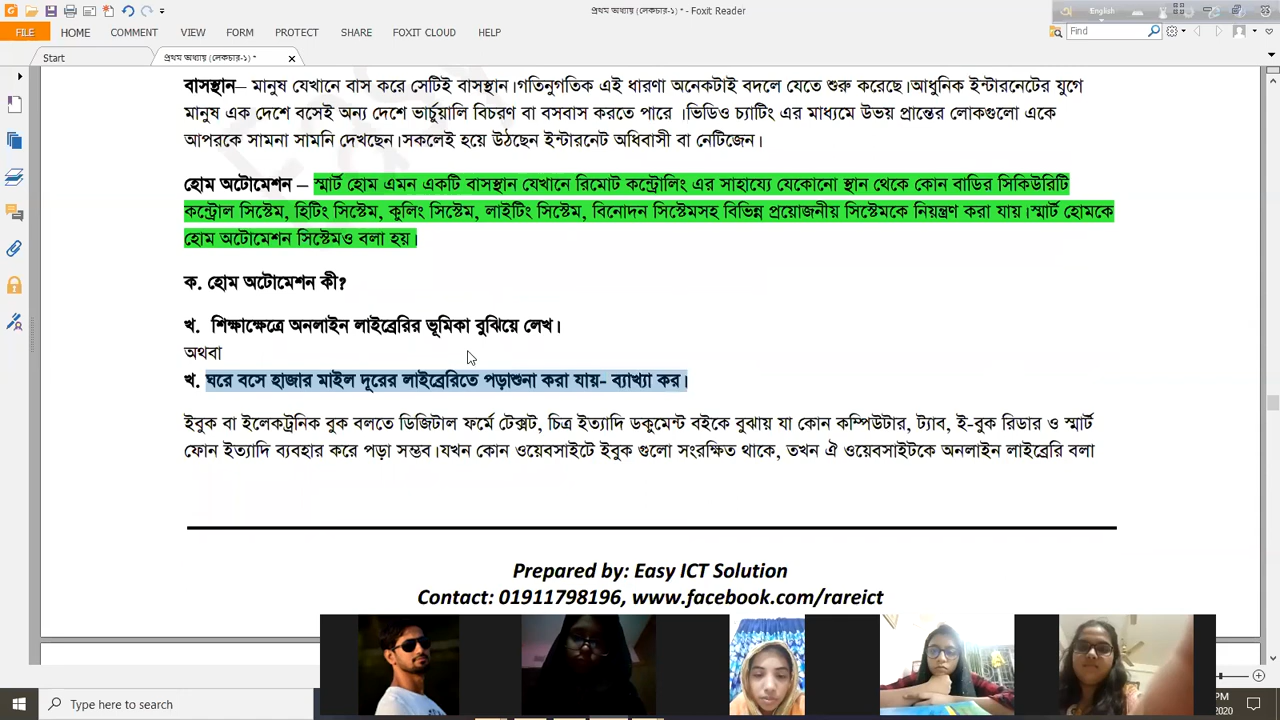 প্রথম অধ্যায় (লেকচার-১) * - Foxit Reader
English
FILE HOME COMMENT VIEW FORM PROTECT SHARE FOXIT CLOUD HELP
Find
Start প্রথম অধ্যায় (লেকচার-১) *
বাসস্থান– মানুষ যেখানে বাস করে সেটিই বাসস্থান।গতিনুগতিক এই ধারণা অনেকটাই বদলে যেতে শুরু করেছে।আধুনিক ইন্টারনেটের যুগে
মানুষ এক দেশে বসেই অন্য দেশে ভার্চুয়ালি বিচরণ বা বসবাস করতে পারে ।ভিডিও চ্যাটিং এর মাধ্যমে উভয় প্রান্তের লোকগুলো একে
আপরকে সামনা সামনি দেখছেন।সকলেই হয়ে উঠছেন ইন্টারনেট অধিবাসী বা নেটিজেন।
হোম অটোমেশন – স্মার্ট হোম এমন একটি বাসস্থান যেখানে রিমোট কন্ট্রোলিং এর সাহায্যে যেকোনো স্থান থেকে কোন বাডির সিকিউরিটি
কন্ট্রোল সিস্টেম, হিটিং সিস্টেম, কুলিং সিস্টেম, লাইটিং সিস্টেম, বিনোদন সিস্টেমসহ বিভিন্ন প্রয়োজনীয় সিস্টেমকে নিয়ন্ত্রণ করা যায়।স্মার্ট হোমকে
হোম অটোমেশন সিস্টেমও বলা হয়।
ক. হোম অটোমেশন কী?
খ. শিক্ষাক্ষেত্রে অনলাইন লাইব্রেরির ভূমিকা বুঝিয়ে লেখ।
অথবা
খ. ঘরে বসে হাজার মাইল দূরের লাইব্রেরিতে পড়াশুনা করা যায়- ব্যাখ্যা কর।
ইবুক বা ইলেকট্রনিক বুক বলতে ডিজিটাল ফর্মে টেক্সট, চিত্র ইত্যাদি ডকুমেন্ট বইকে বুঝায় যা কোন কম্পিউটার, ট্যাব, ই-বুক রিডার ও স্মার্ট
ফোন ইত্যাদি ব্যবহার করে পড়া সম্ভব।যখন কোন ওয়েবসাইটে ইবুক গুলো সংরক্ষিত থাকে, তখন ঐ ওয়েবসাইটকে অনলাইন লাইব্রেরি বলা
Prepared by: Easy ICT Solution
Contact: 01911798196, www.facebook.com/rareict
Type here to search
PM
2020